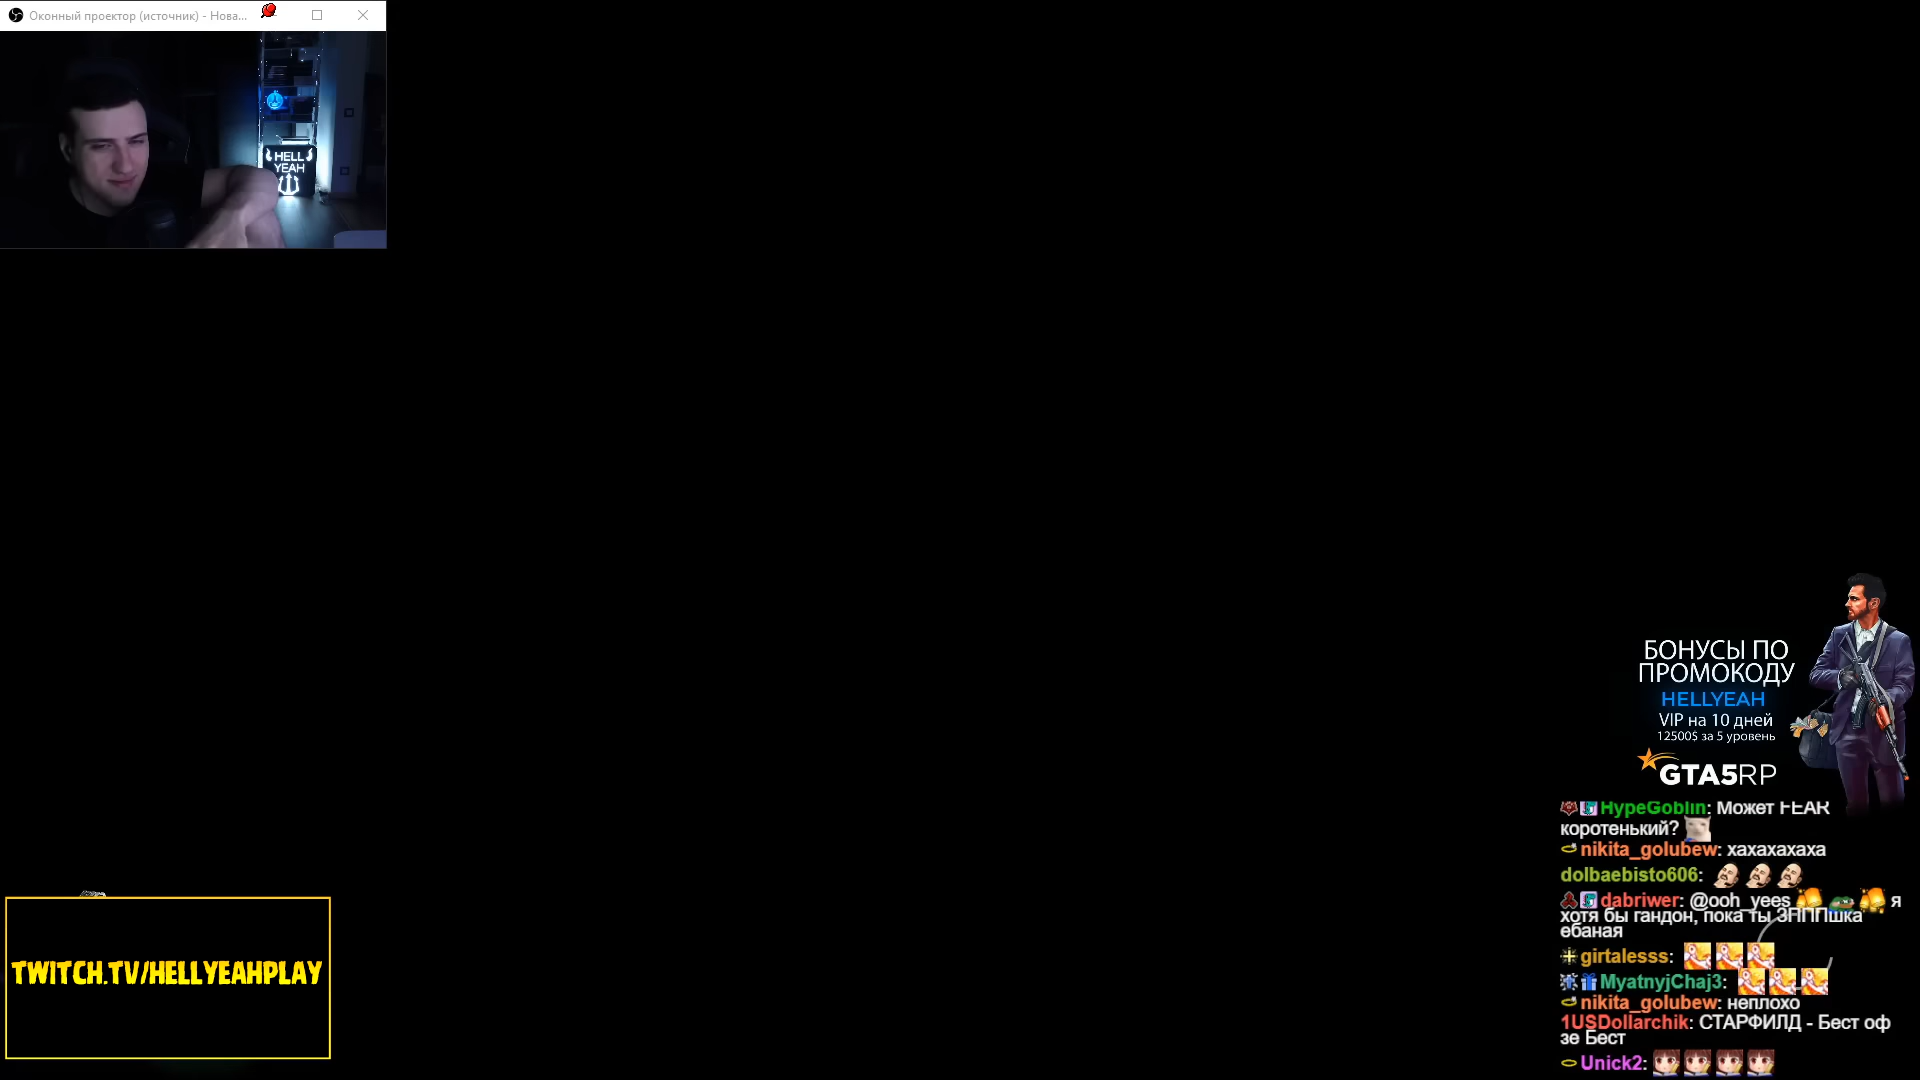 Оконный проектор (источник) - Нова...
HELL
YEAH
БОНУСЫ ПО
ПРОМОКОДУ
HELLYEAH
VIP на 10 дней
12500$ за 5 уровень
GTA5RP
HypeGoblin: Может FEAR
коротенький?
nikita_golubew: хахахахаха
dolbaebisto606:
dabriwer: @ooh_yees я
хотя бы гандон, пока ты ЗПППшка
ебаная
girtalesss:
MyatnyjChaj3:
nikita_golubew: неплохо
1USDollarchik: СТАРФИЛД - Бест оф
зе Бест
Unick2:
TWITCH.TV/HELLYEAHPLAY